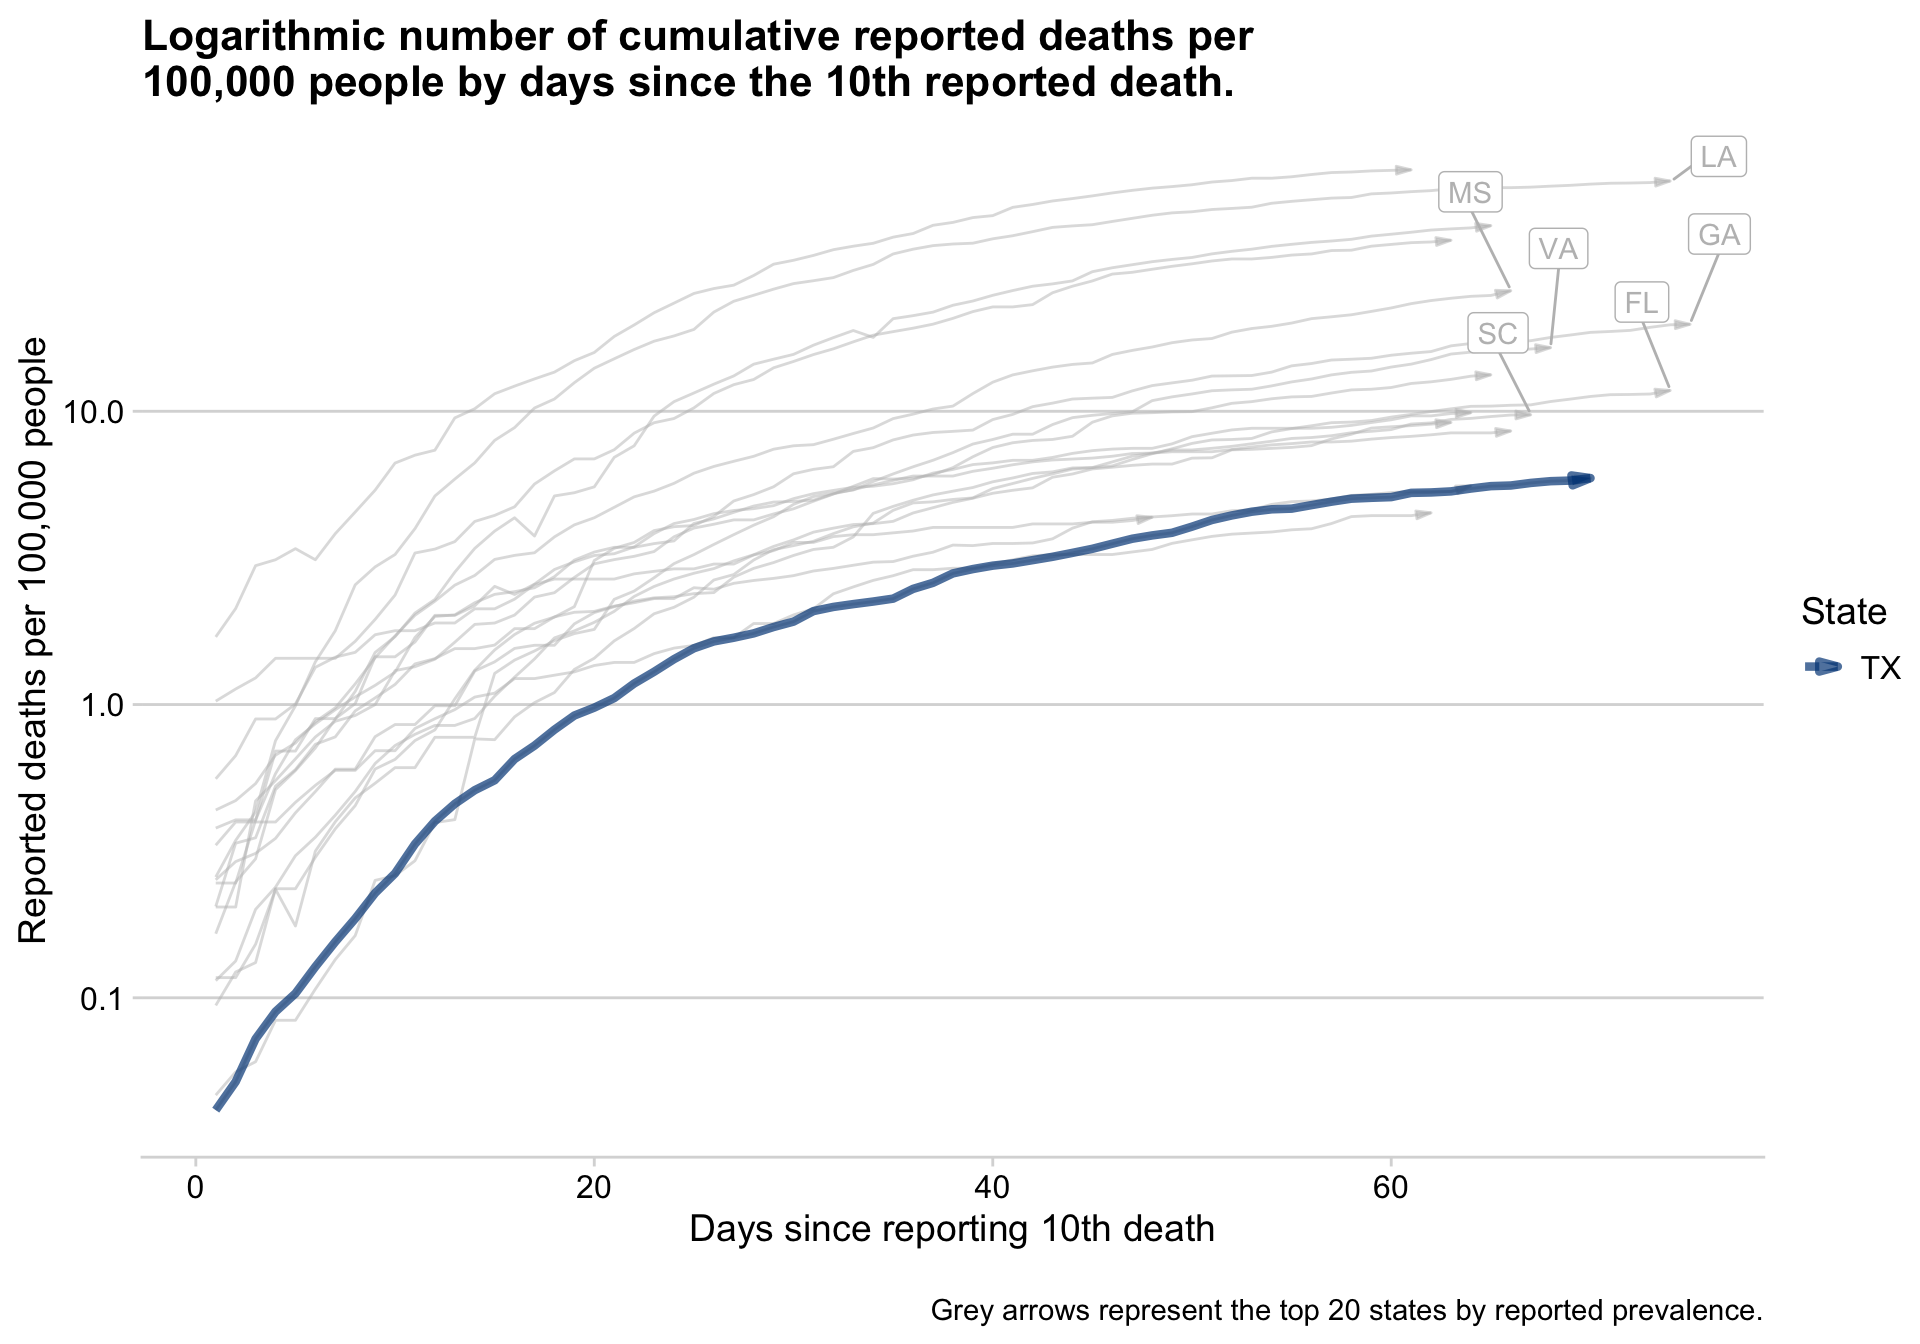 Logarithmic number of cumulative reported deaths per
100,000 people by days since the 10th reported death.
LA
MS
GA
VA
FL
SC
Reported deaths per 100,000 people
10.0
1.0
0.1
State
TX
0
20
40
60
Days since reporting 10th death
Grey arrows represent the top 20 states by reported prevalence.